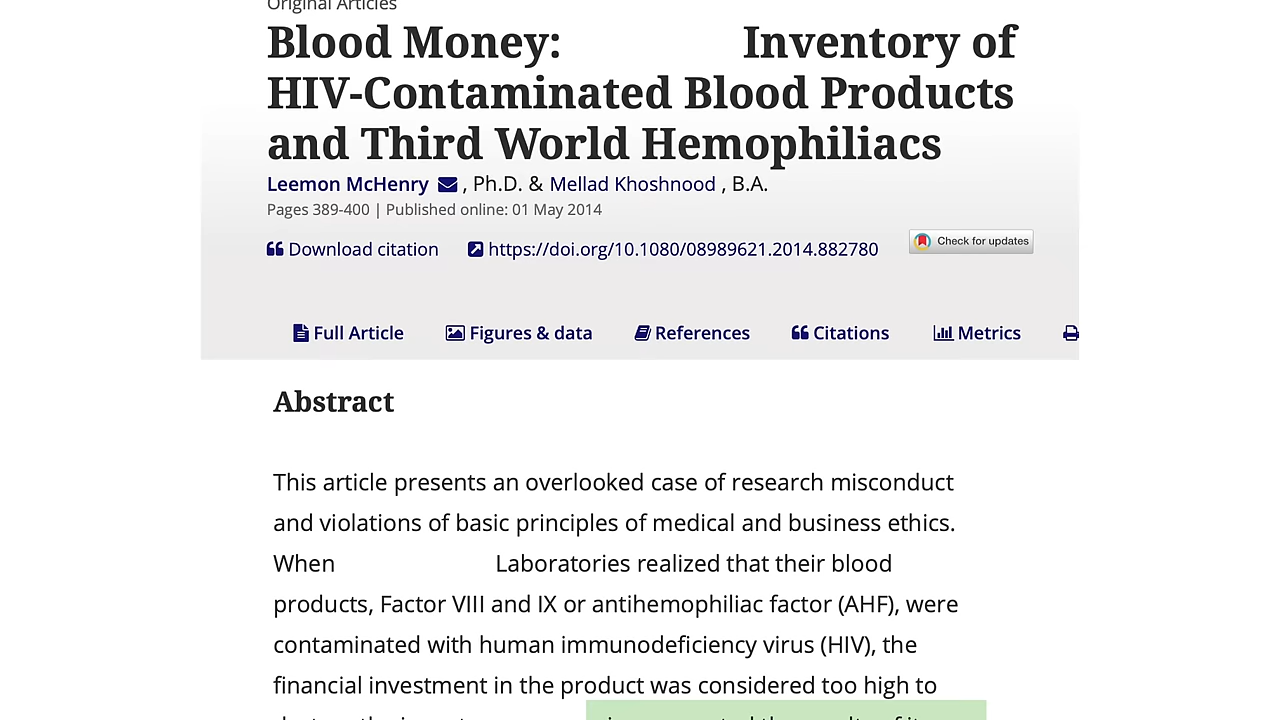 Original Articles
Blood Money: Inventory of
HIV-Contaminated Blood Products
and Third World Hemophiliacs
Leemon McHenry , Ph.D. & Mellad Khoshnood , B.A.
Pages 389-400 | Published online: 01 May 2014
Download citation https://doi.org/10.1080/08989621.2014.882780 Check for updates
Full Article Figures & data References Citations Metrics
Abstract
This article presents an overlooked case of research misconduct
and violations of basic principles of medical and business ethics.
When Laboratories realized that their blood
products, Factor VIII and IX or antihemophiliac factor (AHF), were
contaminated with human immunodeficiency virus (HIV), the
financial investment in the product was considered too high to